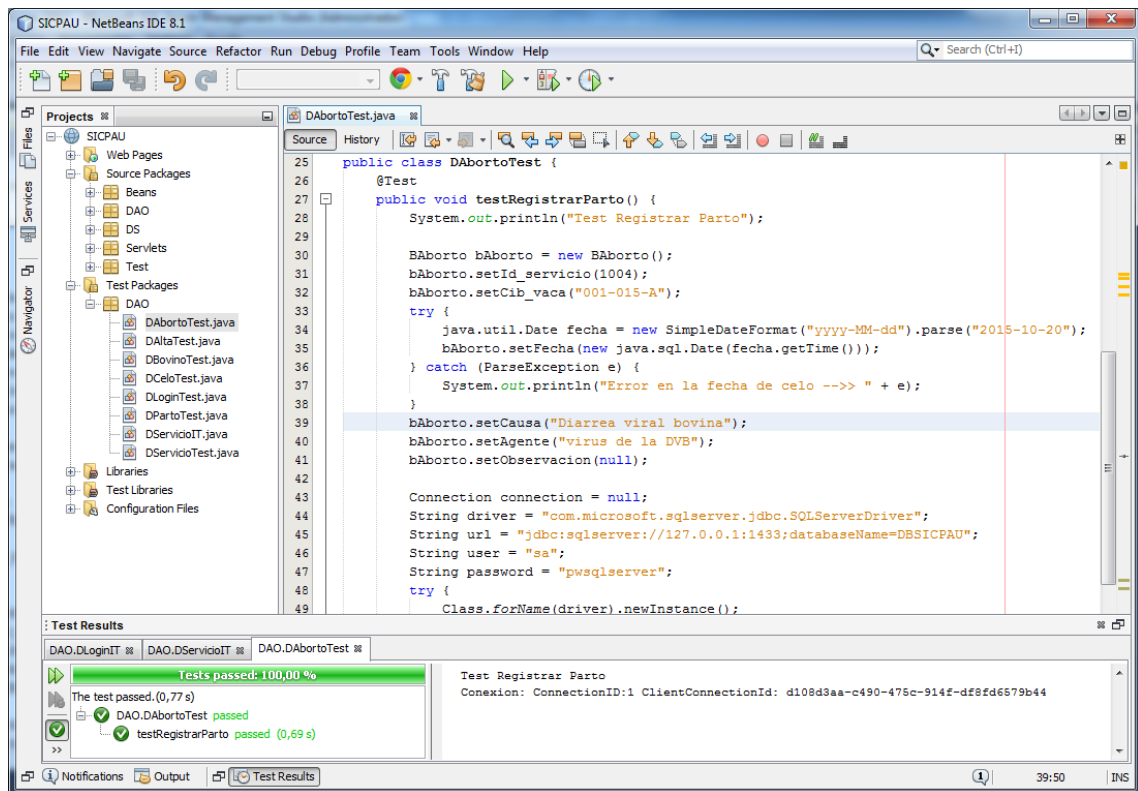 SICPAU - NetBeans IDE 8.1
File Edit View Navigate Source Refactor Run Debug Profile Team Tools Window Help
Search (Ctrl+I)
Files
Services
Navigator
Projects
SICPAU
Web Pages
Source Packages
Beans
DAO
DS
Servlets
Test
Test Packages
DAO
DAbortoTest.java
DAltaTest.java
DBovinoTest.java
DCeloTest.java
DLoginTest.java
DPartoTest.java
DServicioIT.java
DServicioTest.java
Libraries
Test Libraries
Configuration Files
DAbortoTest.java
Source History
25 public class DAbortoTest {
26 @Test
27 public void testRegistrarParto() {
28 System.out.println("Test Registrar Parto");
29
30 BAborto bAborto = new BAborto();
31 bAborto.setId_servicio(1004);
32 bAborto.setCib_vaca("001-015-A");
33 try {
34 java.util.Date fecha = new SimpleDateFormat("yyyy-MM-dd").parse("2015-10-20");
35 bAborto.setFecha(new java.sql.Date(fecha.getTime()));
36 } catch (ParseException e) {
37 System.out.println("Error en la fecha de celo -->> " + e);
38 }
39 bAborto.setCausa("Diarrea viral bovina");
40 bAborto.setAgente("virus de la DVB");
41 bAborto.setObservacion(null);
42
43 Connection connection = null;
44 String driver = "com.microsoft.sqlserver.jdbc.SQLServerDriver";
45 String url = "jdbc:sqlserver://127.0.0.1:1433;databaseName=DBSICPAU";
46 String user = "sa";
47 String password = "pwsqlserver";
48 try {
49 Class.forName(driver).newInstance();
Test Results
DAO.DLoginIT DAO.DServicioIT DAO.DAbortoTest
Tests passed: 100,00 %
The test passed.(0,77 s)
DAO.DAbortoTest passed
testRegistrarParto passed (0,69 s)
Test Registrar Parto
Conexion: ConnectionID:1 ClientConnectionId: d108d3aa-c490-475c-914f-df8fd6579b44
Notifications Output Test Results
1 39:50 INS